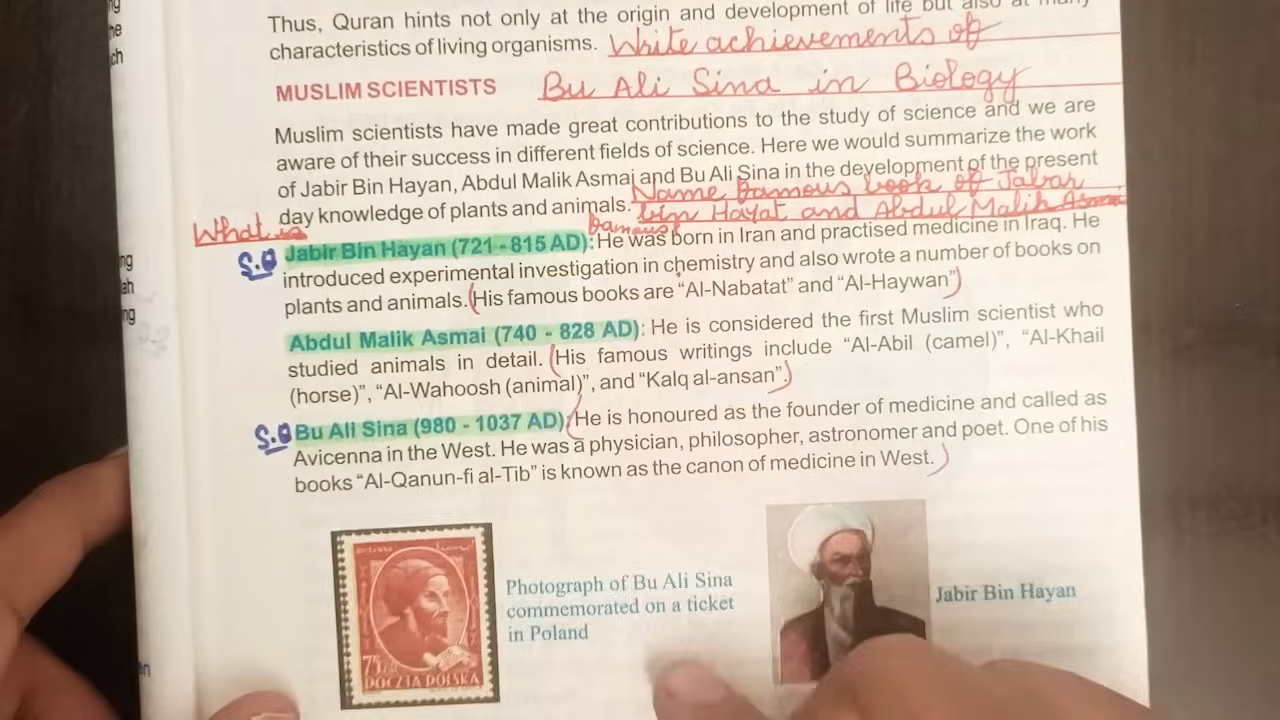 Thus, Quran hints not only at the origin and development of life but also at many
characteristics of living organisms. Write achievements of
MUSLIM SCIENTISTS Bu Ali Sina in Biology
Muslim scientists have made great contributions to the study of science and we are
aware of their success in different fields of science. Here we would summarize the work
of Jabir Bin Hayan, Abdul Malik Asmai and Bu Ali Sina in the development of the present
day knowledge of plants and animals. Name famous book of Jabar
bin Hayat and Abdul Malik Asmai
What is famous
S.Q Jabir Bin Hayan (721 - 815 AD): He was born in Iran and practised medicine in Iraq. He
introduced experimental investigation in chemistry and also wrote a number of books on
plants and animals. (His famous books are “Al-Nabatat” and “Al-Haywan”)
Abdul Malik Asmai (740 - 828 AD): He is considered the first Muslim scientist who
studied animals in detail. (His famous writings include “Al-Abil (camel)”, “Al-Khail
(horse)”, “Al-Wahoosh (animal)”, and “Kalq al-ansan”.)
S.Q Bu Ali Sina (980 - 1037 AD): (He is honoured as the founder of medicine and called as
Avicenna in the West. He was a physician, philosopher, astronomer and poet. One of his
books “Al-Qanun-fi al-Tib” is known as the canon of medicine in West.)
Photograph of Bu Ali Sina
commemorated on a ticket
in Poland
Jabir Bin Hayan
75
POCZTA POLSKA
ng
he
ch
ng
ah
ng